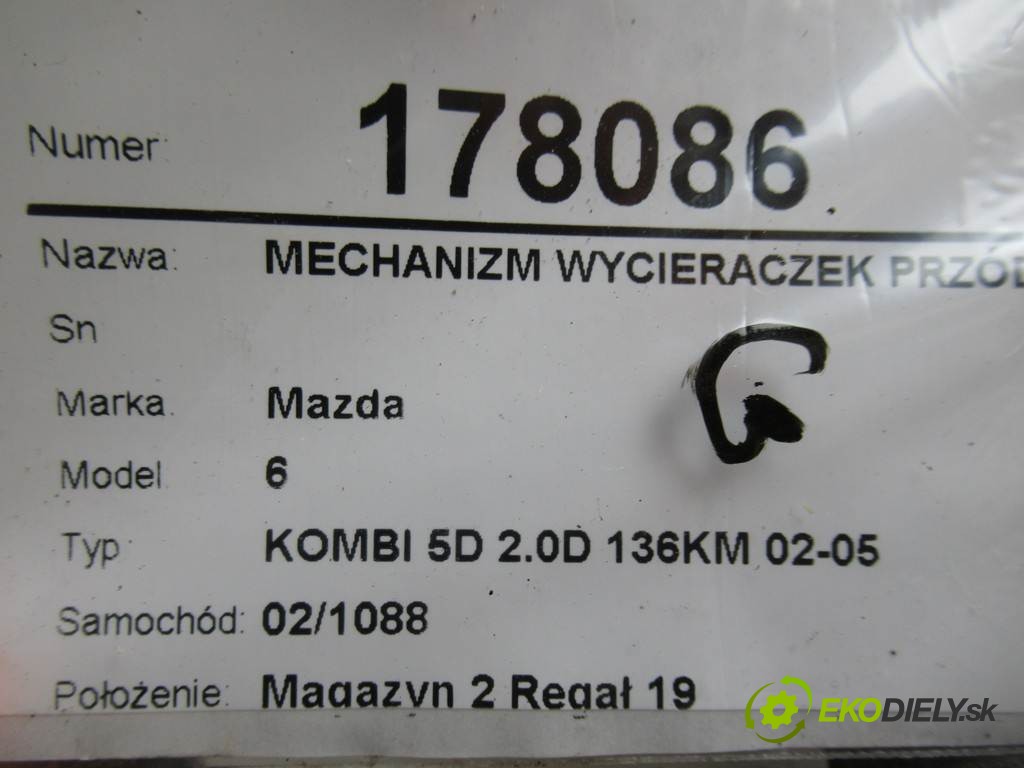 Numer: 178086
Nazwa: MECHANIZM WYCIERACZEK PRZÓD
Sn
G
Marka. Mazda
Model 6
Typ: KOMBI 5D 2.0D 136KM 02-05
Samochód: 02/1088
Położenie: Magazyn 2 Regał 19
EKODIELY.sk